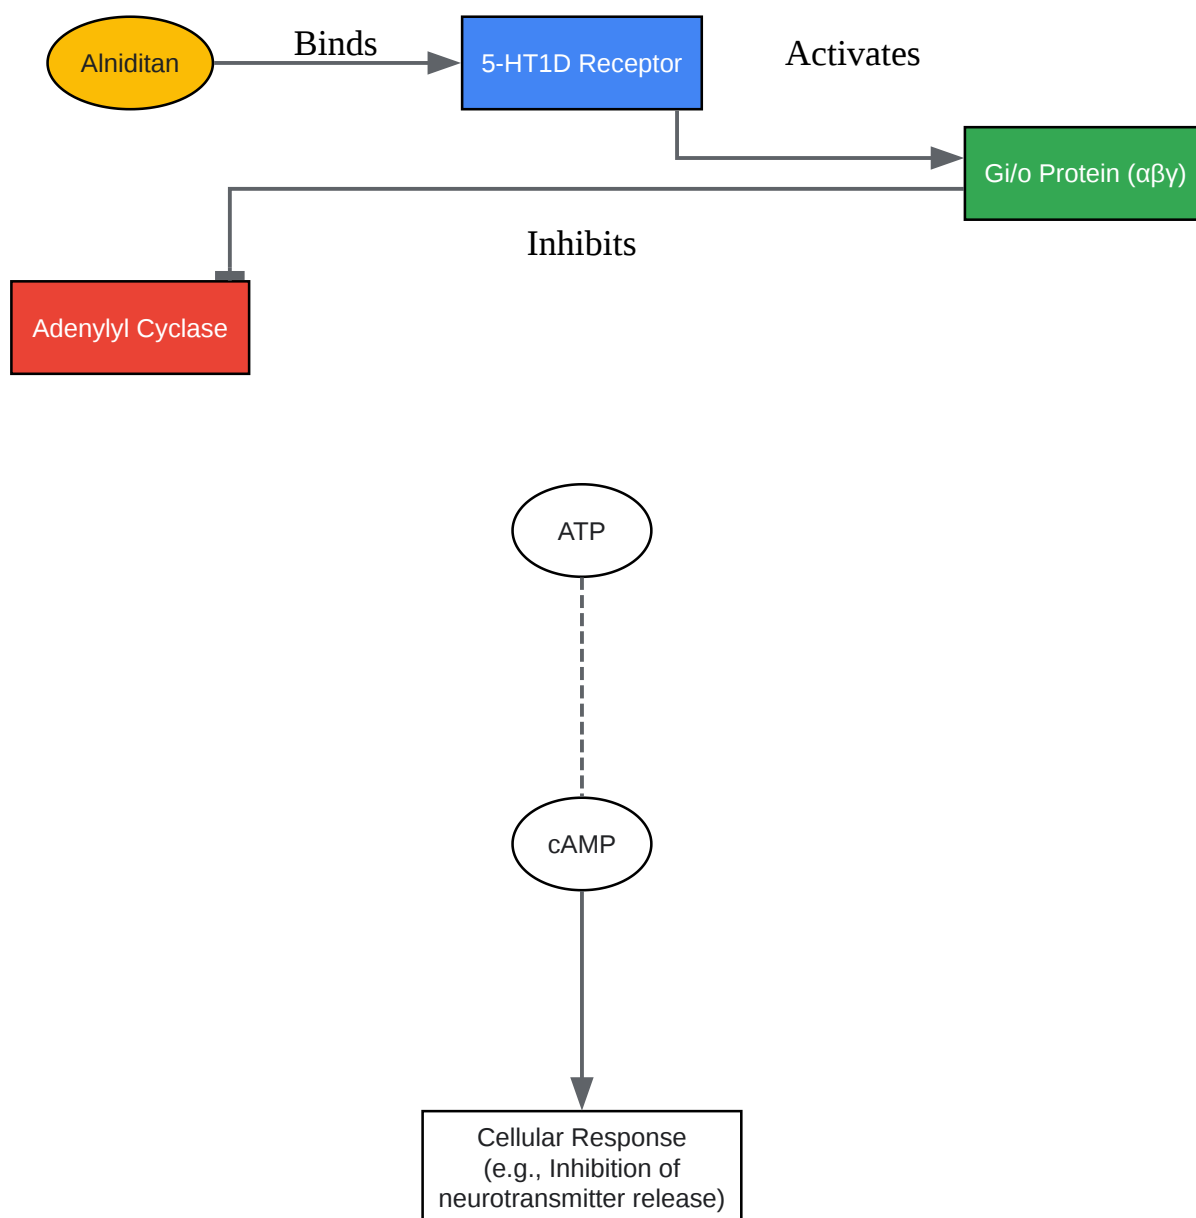 Alniditan
Binds
5-HT1D Receptor
Activates
Gi/o Protein (αβγ)
Inhibits
Adenylyl Cyclase
ATP
cAMP
Cellular Response
(e.g., Inhibition of
neurotransmitter release)